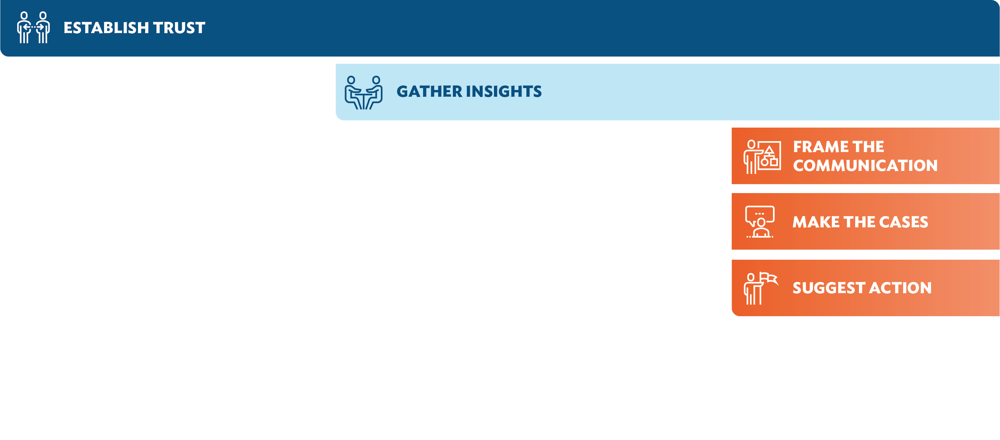 ESTABLISH TRUST
GATHER INSIGHTS
FRAME THE
COMMUNICATION
MAKE THE CASES
SUGGEST ACTION